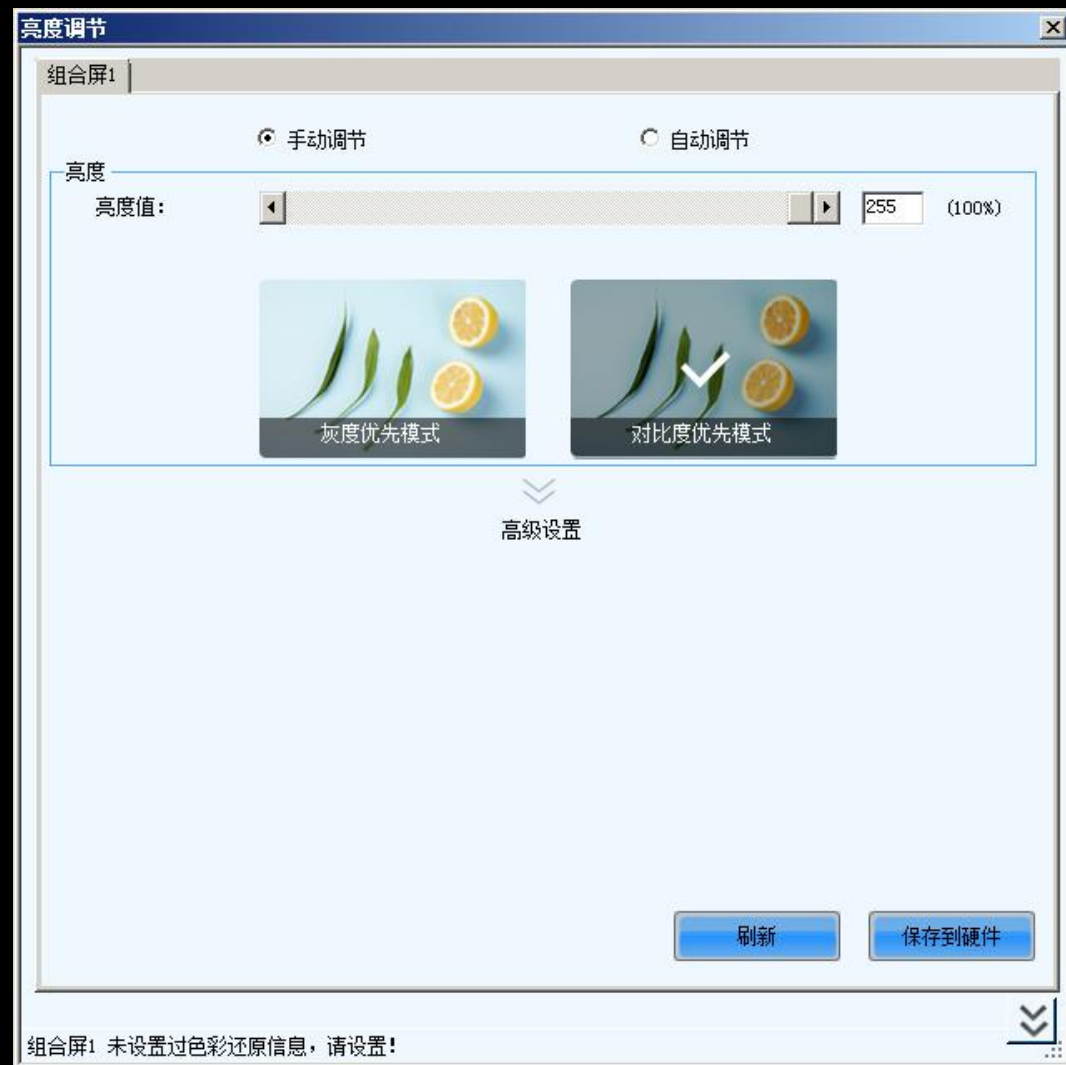 亮度调节
组合屏1
手动调节 自动调节
亮度
亮度值: 255 (100%)
灰度优先模式 对比度优先模式
高级设置
刷新 保存到硬件
组合屏1 未设置过色彩还原信息，请设置!